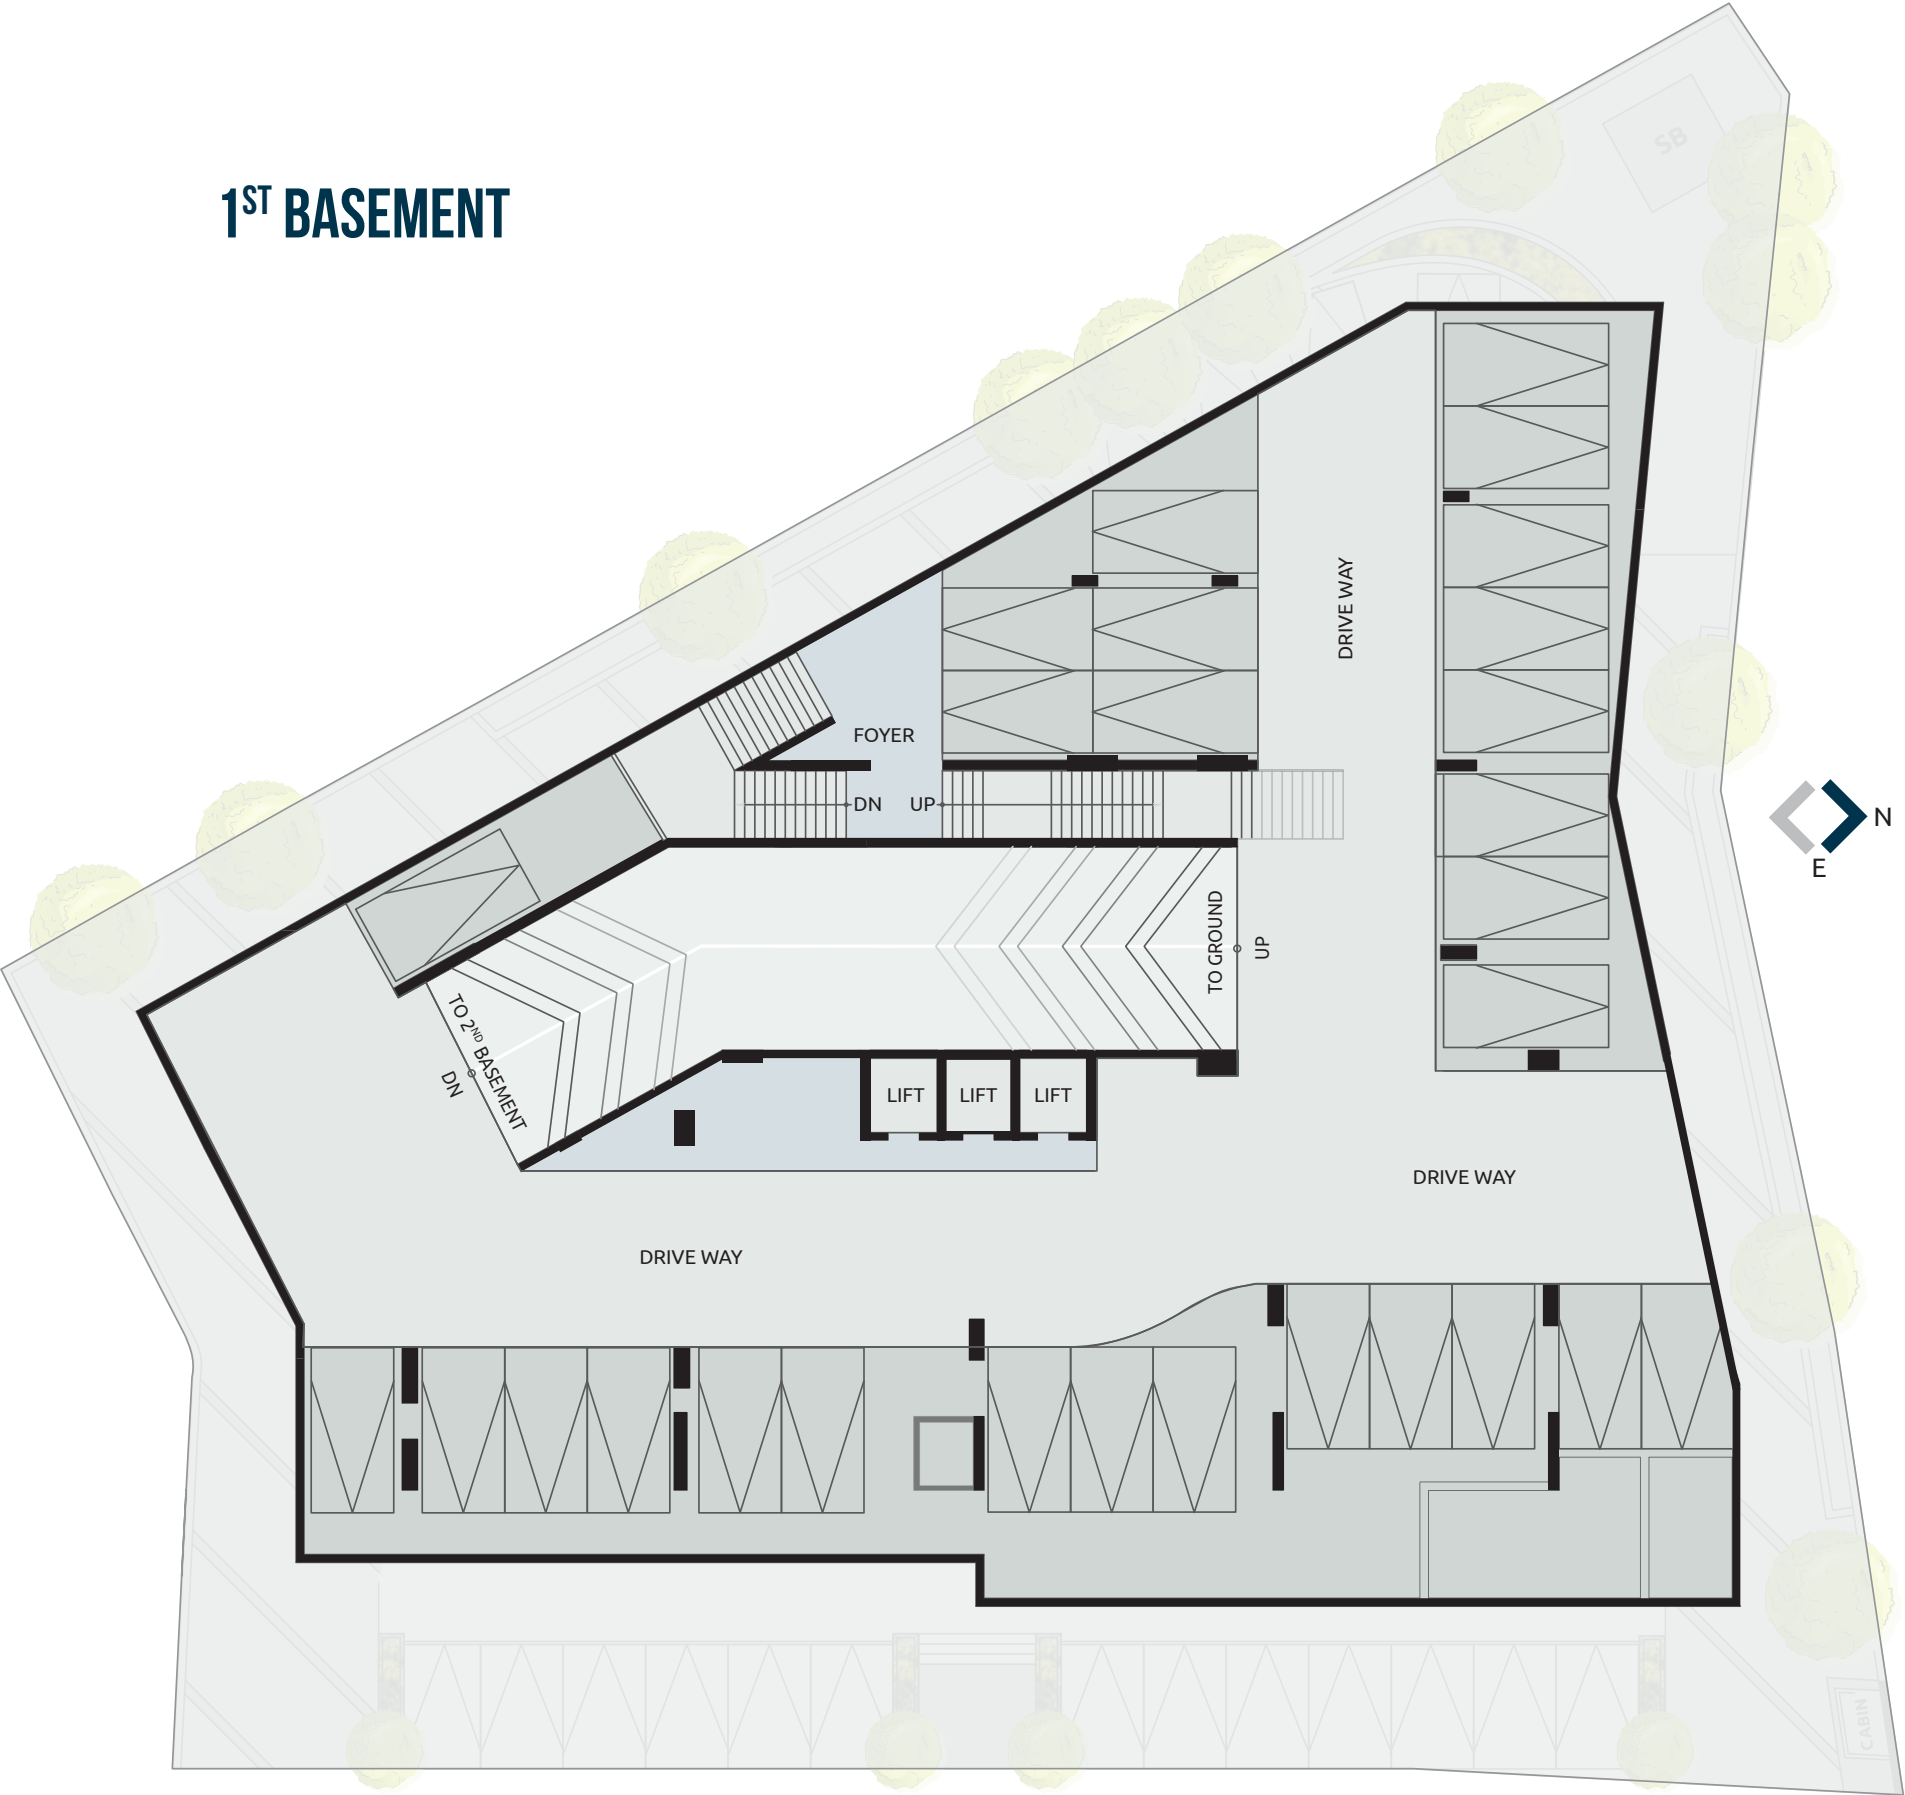 1ST BASEMENT
SB
DRIVE WAY
FOYER
DN
UP
N
E
TO GROUND
UP
TO 2ND BASEMENT
DN
LIFT
LIFT
LIFT
DRIVE WAY
DRIVE WAY
CABIN